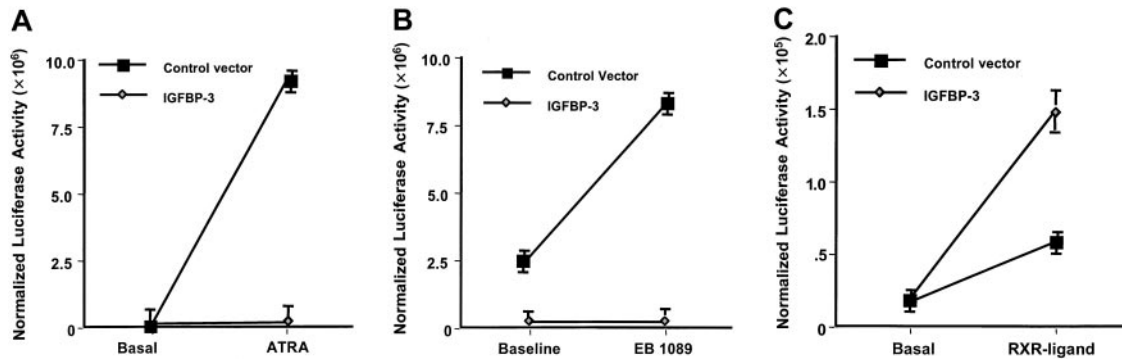 A
Normalized Luciferase Activity (×10⁶)
10.0
7.5
5.0
2.5
0
Control vector
IGFBP-3
Basal
ATRA
B
Normalized Luciferase Activity (×10⁶)
10.0
7.5
5.0
2.5
0
Control Vector
IGFBP-3
Baseline
EB 1089
C
Normalized Luciferase Activity (×10⁵)
2.0
1.5
1.0
.5
0
Control vector
IGFBP-3
Basal
RXR-ligand